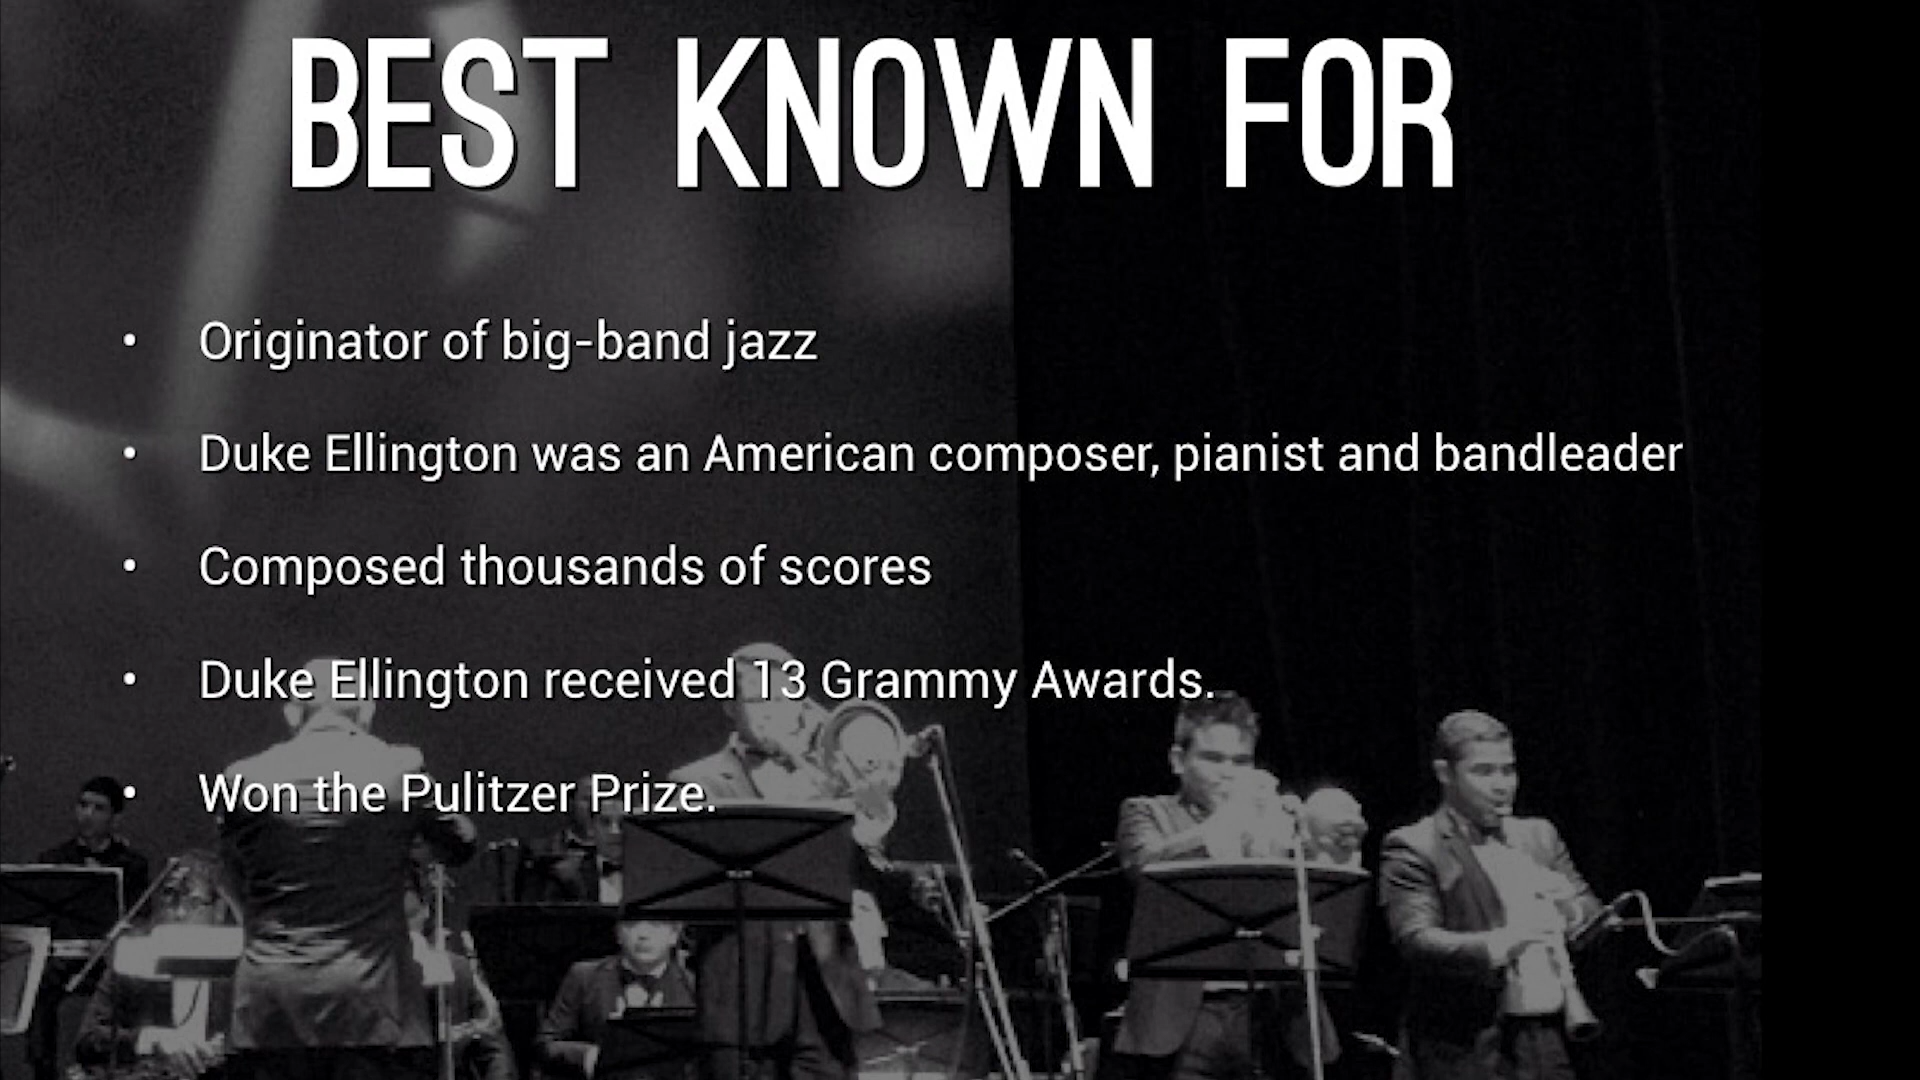 BEST KNOWN FOR
• Originator of big-band jazz
• Duke Ellington was an American composer, pianist and bandleader
• Composed thousands of scores
• Duke Ellington received 13 Grammy Awards.
• Won the Pulitzer Prize.